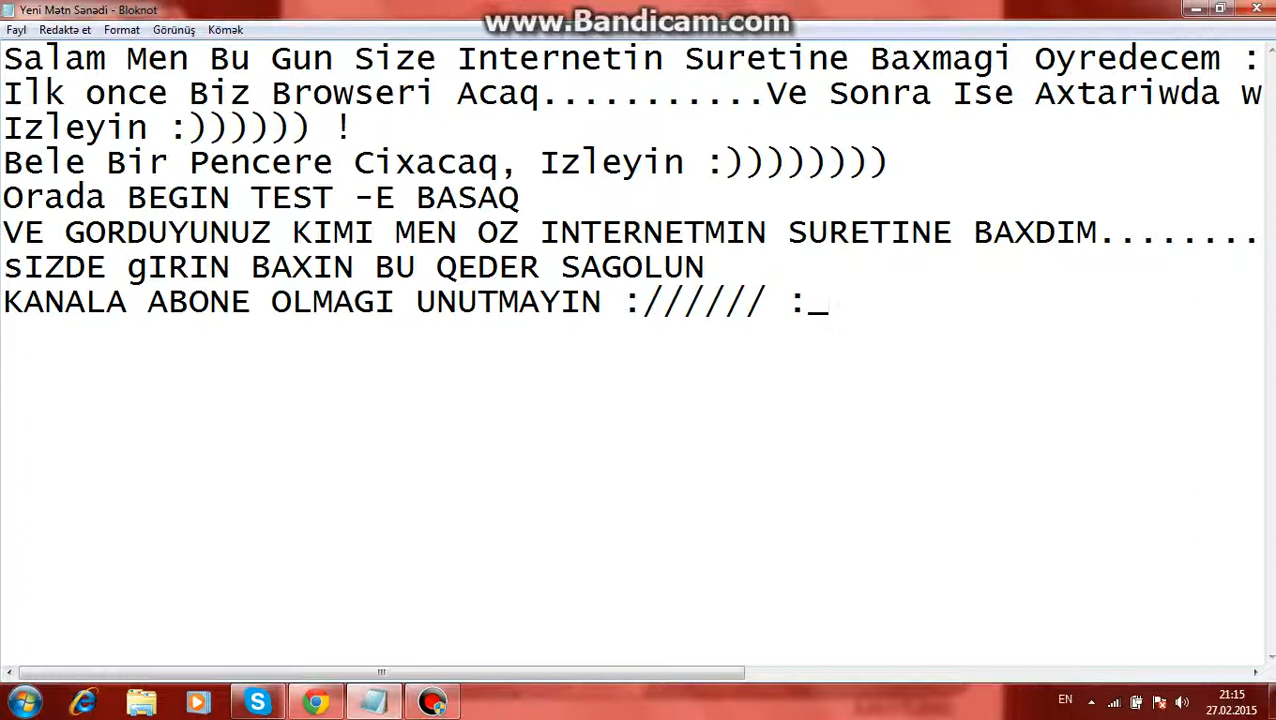 Yeni Mətn Sənədi - Bloknot
www.Bandicam.com
Fayl Redaktə et Format Görünüş Kömək
Salam Men Bu Gun Size Internetin Suretine Baxmagi Oyredecem :
Ilk once Biz Browseri Acaq...........Ve Sonra Ise Axtariwda w
Izleyin :)))))) !
Bele Bir Pencere Cixacaq, Izleyin :))))))))
Orada BEGIN TEST -E BASAQ
VE GORDUYUNUZ KIMI MEN OZ INTERNETMIN SURETINE BAXDIM........
sIZDE gIRIN BAXIN BU QEDER SAGOLUN
KANALA ABONE OLMAGI UNUTMAYIN :////// :_
EN
21:15
27.02.2015